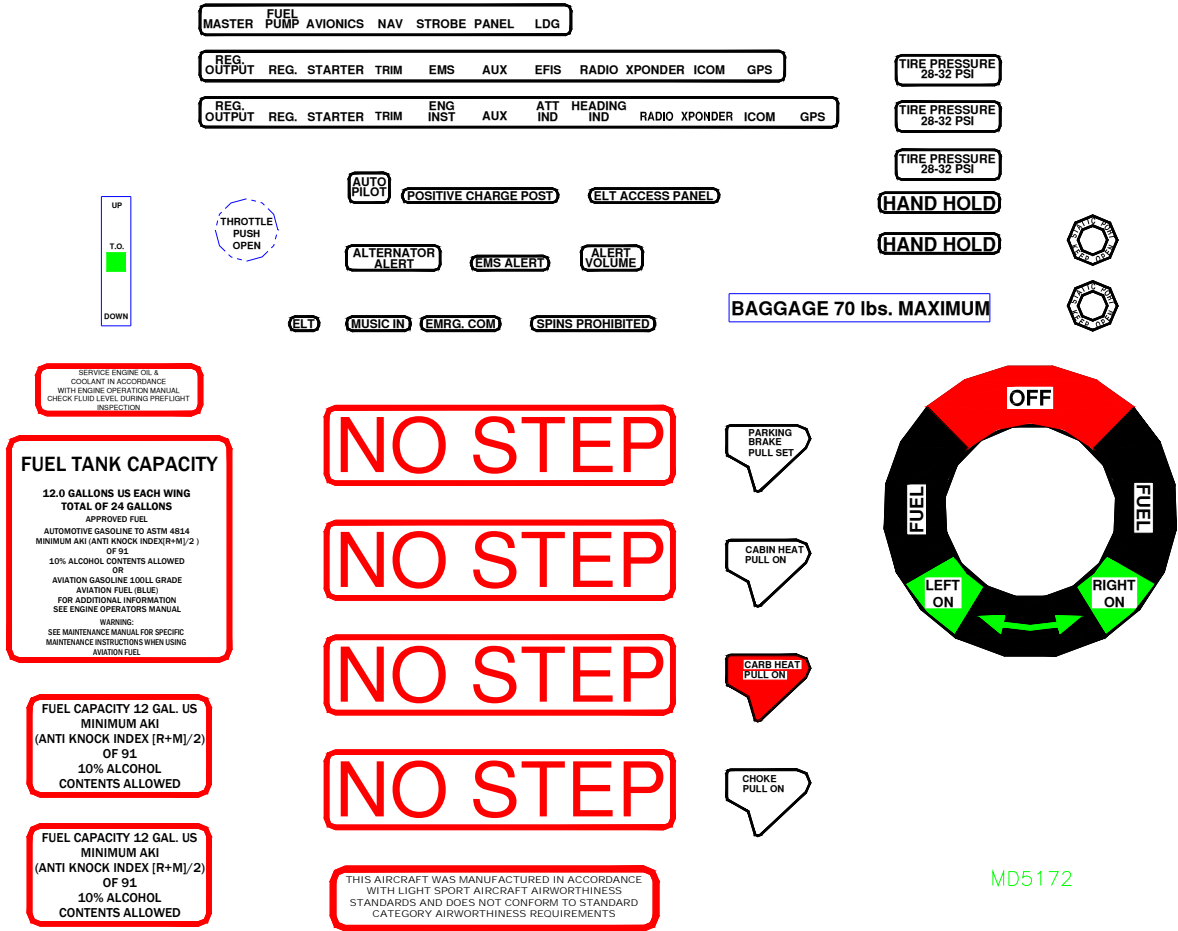 MASTER FUEL PUMP AVIONICS NAV STROBE PANEL LDG
REG. OUTPUT REG. STARTER TRIM EMS AUX EFIS RADIO XPONDER ICOM GPS
REG. OUTPUT REG. STARTER TRIM ENG INST AUX ATT IND HEADING IND RADIO XPONDER ICOM GPS
TIRE PRESSURE
28-32 PSI
TIRE PRESSURE
28-32 PSI
TIRE PRESSURE
28-32 PSI
HAND HOLD
HAND HOLD
AUTO
PILOT
POSITIVE CHARGE POST
ELT ACCESS PANEL
UP
T.O.
DOWN
THROTTLE
PUSH
OPEN
ALTERNATOR
ALERT
EMS ALERT
ALERT
VOLUME
STATIC PORT
KEEP OPEN
STATIC PORT
KEEP OPEN
BAGGAGE 70 lbs. MAXIMUM
ELT
MUSIC IN
EMRG. COM
SPINS PROHIBITED
SERVICE ENGINE OIL &
COOLANT IN ACCORDANCE
WITH ENGINE OPERATION MANUAL
CHECK FLUID LEVEL DURING PREFLIGHT
INSPECTION
FUEL TANK CAPACITY
12.0 GALLONS US EACH WING
TOTAL OF 24 GALLONS
APPROVED FUEL
AUTOMOTIVE GASOLINE TO ASTM 4814
MINIMUM AKI (ANTI KNOCK INDEX[R+M]/2 )
OF 91
10% ALCOHOL CONTENTS ALLOWED
OR
AVIATION GASOLINE 100LL GRADE
AVIATION FUEL (BLUE)
FOR ADDITIONAL INFORMATION
SEE ENGINE OPERATORS MANUAL
WARNING:
SEE MAINTENANCE MANUAL FOR SPECIFIC
MAINTENANCE INSTRUCTIONS WHEN USING
AVIATION FUEL
FUEL CAPACITY 12 GAL. US
MINIMUM AKI
(ANTI KNOCK INDEX [R+M]/2)
OF 91
10% ALCOHOL
CONTENTS ALLOWED
FUEL CAPACITY 12 GAL. US
MINIMUM AKI
(ANTI KNOCK INDEX [R+M]/2)
OF 91
10% ALCOHOL
CONTENTS ALLOWED
NO STEP
NO STEP
NO STEP
NO STEP
THIS AIRCRAFT WAS MANUFACTURED IN ACCORDANCE
WITH LIGHT SPORT AIRCRAFT AIRWORTHINESS
STANDARDS AND DOES NOT CONFORM TO STANDARD
CATEGORY AIRWORTHINESS REQUIREMENTS
PARKING
BRAKE
PULL SET
CABIN HEAT
PULL ON
CARB HEAT
PULL ON
CHOKE
PULL ON
OFF
FUEL
FUEL
LEFT
ON
RIGHT
ON
MD5172